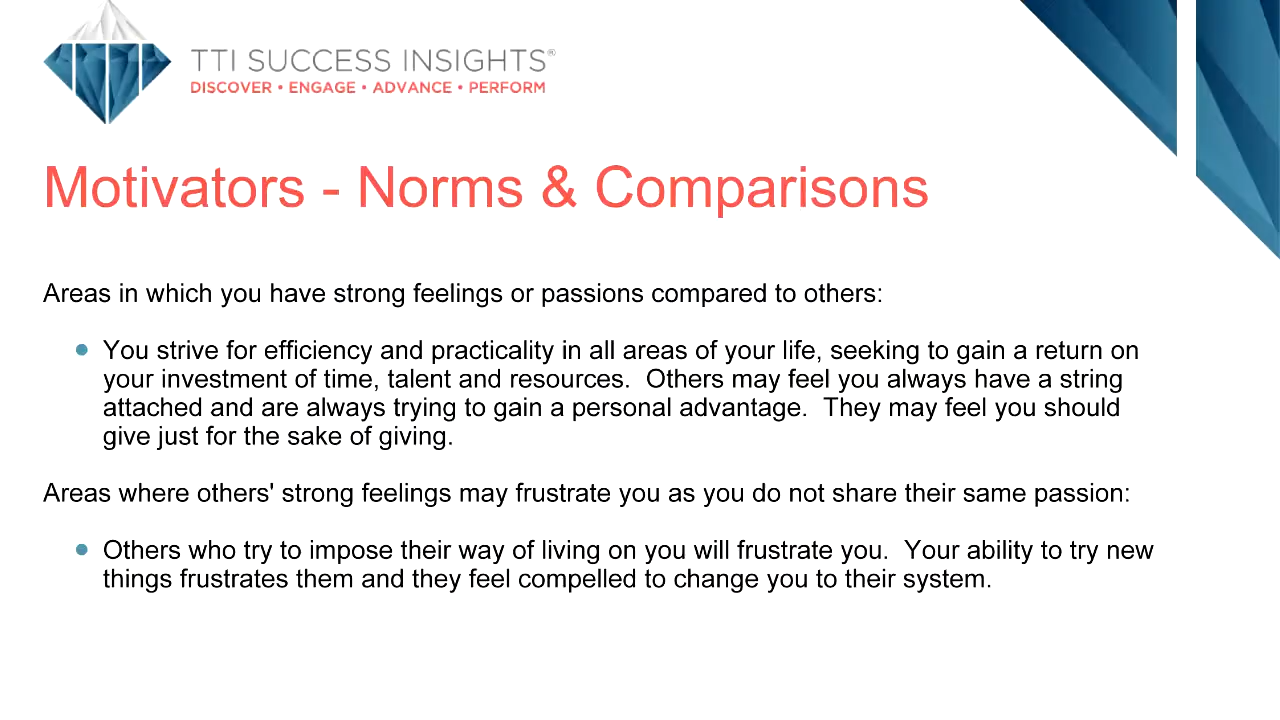 TTI SUCCESS INSIGHTS®
DISCOVER • ENGAGE • ADVANCE • PERFORM
Motivators - Norms & Comparisons
Areas in which you have strong feelings or passions compared to others:
● You strive for efficiency and practicality in all areas of your life, seeking to gain a return on
your investment of time, talent and resources.  Others may feel you always have a string
attached and are always trying to gain a personal advantage.  They may feel you should
give just for the sake of giving.
Areas where others' strong feelings may frustrate you as you do not share their same passion:
● Others who try to impose their way of living on you will frustrate you.  Your ability to try new
things frustrates them and they feel compelled to change you to their system.